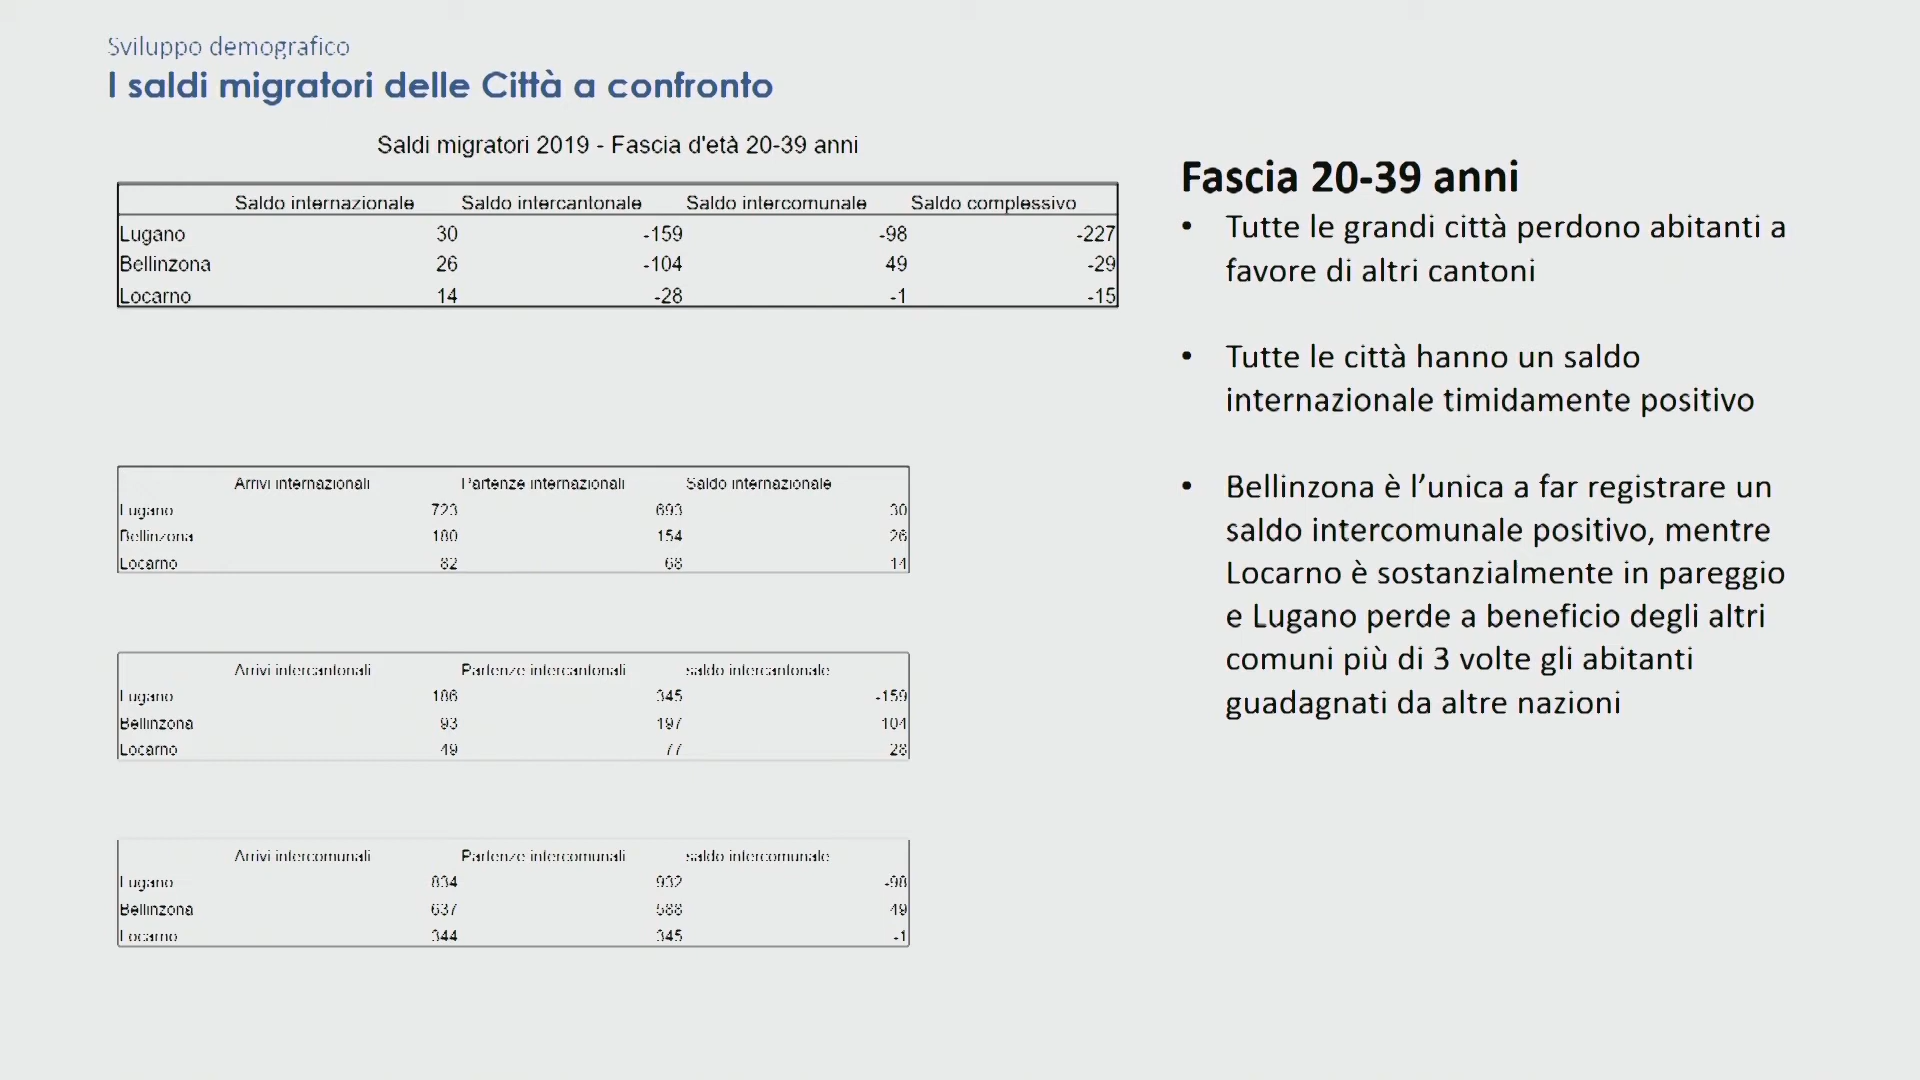 Sviluppo demografico
I saldi migratori delle Città a confronto
Saldi migratori 2019 - Fascia d'età 20-39 anni
Saldo internazionale Saldo intercantonale Saldo intercomunale Saldo complessivo
Lugano 30 -159 -98 -227
Bellinzona 26 -104 49 -29
Locarno 14 -28 -1 -15
Arrivi internazionali Partenze internazionali Saldo internazionale
Lugano 723 693 30
Bellinzona 180 154 26
Locarno 82 68 14
Arrivi intercantonali Partenze intercantonali saldo intercantonale
Lugano 186 345 -159
Bellinzona 93 197 104
Locarno 49 77 28
Arrivi intercomunali Partenze intercomunali saldo intercomunale
Lugano 834 932 -98
Bellinzona 637 588 49
Locarno 344 345 -1
Fascia 20-39 anni
• Tutte le grandi città perdono abitanti a
favore di altri cantoni
• Tutte le città hanno un saldo
internazionale timidamente positivo
• Bellinzona è l’unica a far registrare un
saldo intercomunale positivo, mentre
Locarno è sostanzialmente in pareggio
e Lugano perde a beneficio degli altri
comuni più di 3 volte gli abitanti
guadagnati da altre nazioni